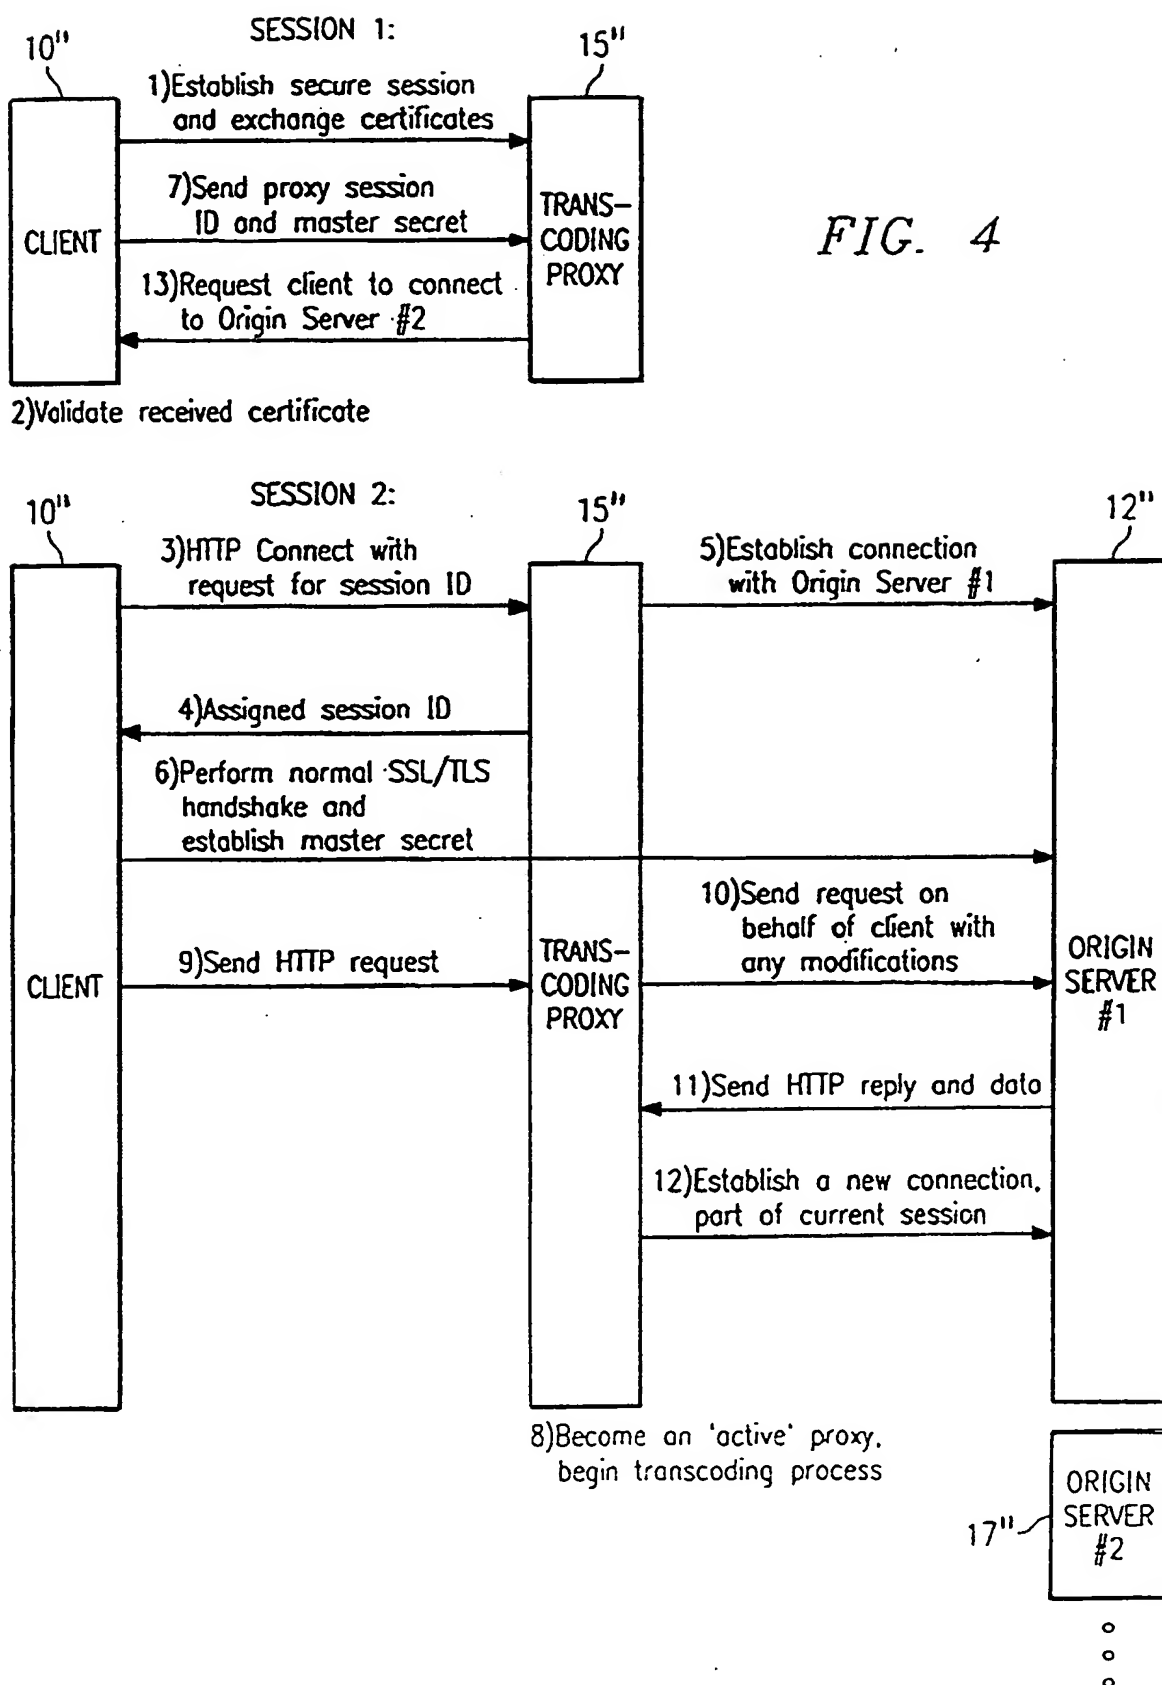 SESSION 1:
10"
15"
1)Establish secure session
and exchange certificates
7)Send proxy session
ID and master secret
CLIENT
TRANS-
CODING
PROXY
FIG. 4
13)Request client to connect
to Origin Server #2
2)Validate received certificate
SESSION 2:
10"
15"
12"
3)HTTP Connect with
request for session ID
5)Establish connection
with Origin Server #1
4)Assigned session ID
6)Perform normal SSL/TLS
handshake and
establish master secret
10)Send request on
behalf of client with
any modifications
9)Send HTTP request
CLIENT
TRANS-
CODING
PROXY
ORIGIN
SERVER
#1
11)Send HTTP reply and data
12)Establish a new connection,
part of current session
8)Become an 'active' proxy,
begin transcoding process
ORIGIN
SERVER
#2
17"